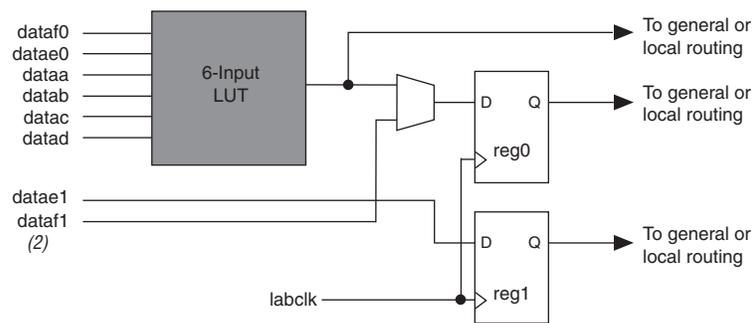 dataf0
datae0
dataa
datab
datac
datad
6-Input
LUT
To general or
local routing
D Q
reg0
To general or
local routing
datae1
dataf1
(2)
D Q
reg1
To general or
local routing
labclk